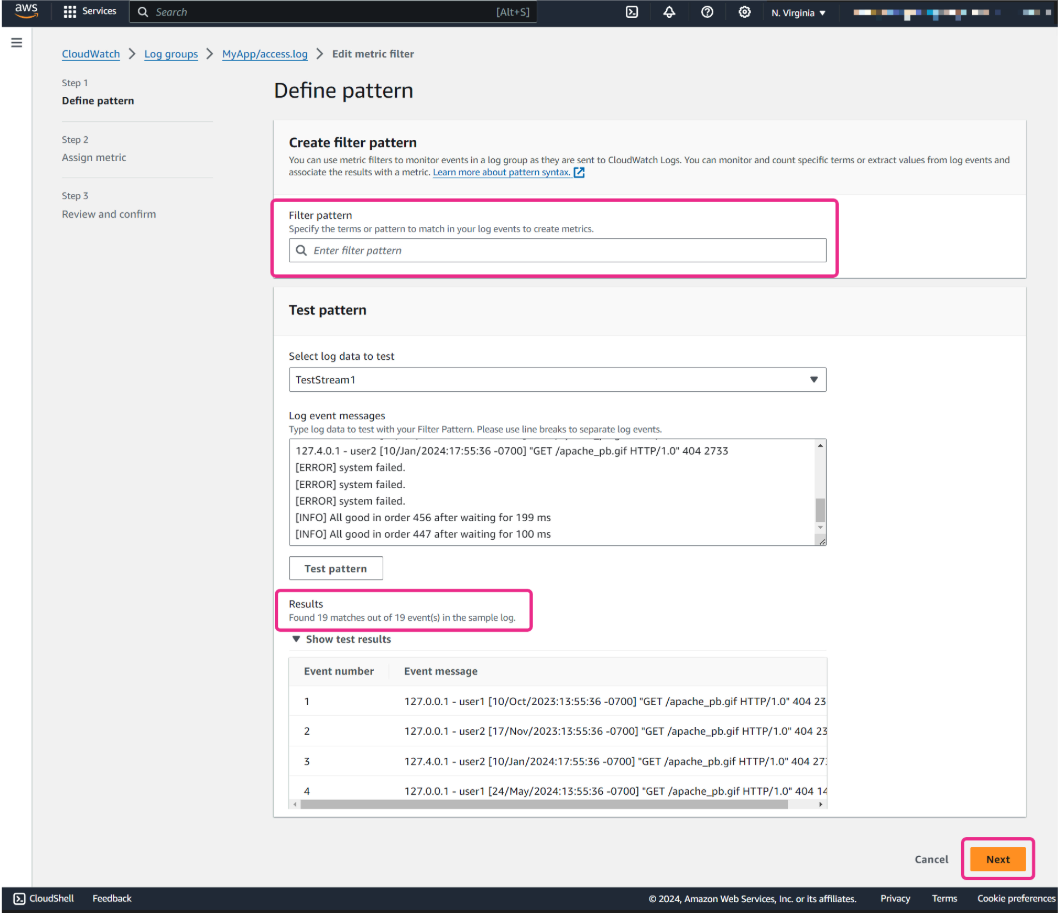 aws
Services
Search
[Alt+S]
N. Virginia
CloudWatch
Log groups
MyApp/access.log
Edit metric filter
Step 1
Define pattern
Step 2
Assign metric
Step 3
Review and confirm
Define pattern
Create filter pattern
You can use metric filters to monitor events in a log group as they are sent to CloudWatch Logs. You can monitor and count specific terms or extract values from log events and
associate the results with a metric. Learn more about pattern syntax.
Filter pattern
Specify the terms or pattern to match in your log events to create metrics.
Enter filter pattern
Test pattern
Select log data to test
TestStream1
Log event messages
Type log data to test with your Filter Pattern. Please use line breaks to separate log events.
127.4.0.1 - user2 [10/Jan/2024:17:55:36 -0700] "GET /apache_pb.gif HTTP/1.0" 404 2733
[ERROR] system failed.
[ERROR] system failed.
[ERROR] system failed.
[INFO] All good in order 456 after waiting for 199 ms
[INFO] All good in order 447 after waiting for 100 ms
Test pattern
Results
Found 19 matches out of 19 event(s) in the sample log.
Show test results
Event number Event message
1 127.0.0.1 - user1 [10/Oct/2023:13:55:36 -0700] "GET /apache_pb.gif HTTP/1.0" 404 23
2 127.0.0.1 - user2 [17/Nov/2023:13:55:36 -0700] "GET /apache_pb.gif HTTP/1.0" 404 23
3 127.4.0.1 - user2 [10/Jan/2024:17:55:36 -0700] "GET /apache_pb.gif HTTP/1.0" 404 27
4 127.0.0.1 - user1 [24/May/2024:13:55:36 -0700] "GET /apache_pb.gif HTTP/1.0" 404 14
Cancel
Next
CloudShell
Feedback
© 2024, Amazon Web Services, Inc. or its affiliates.
Privacy
Terms
Cookie preferences